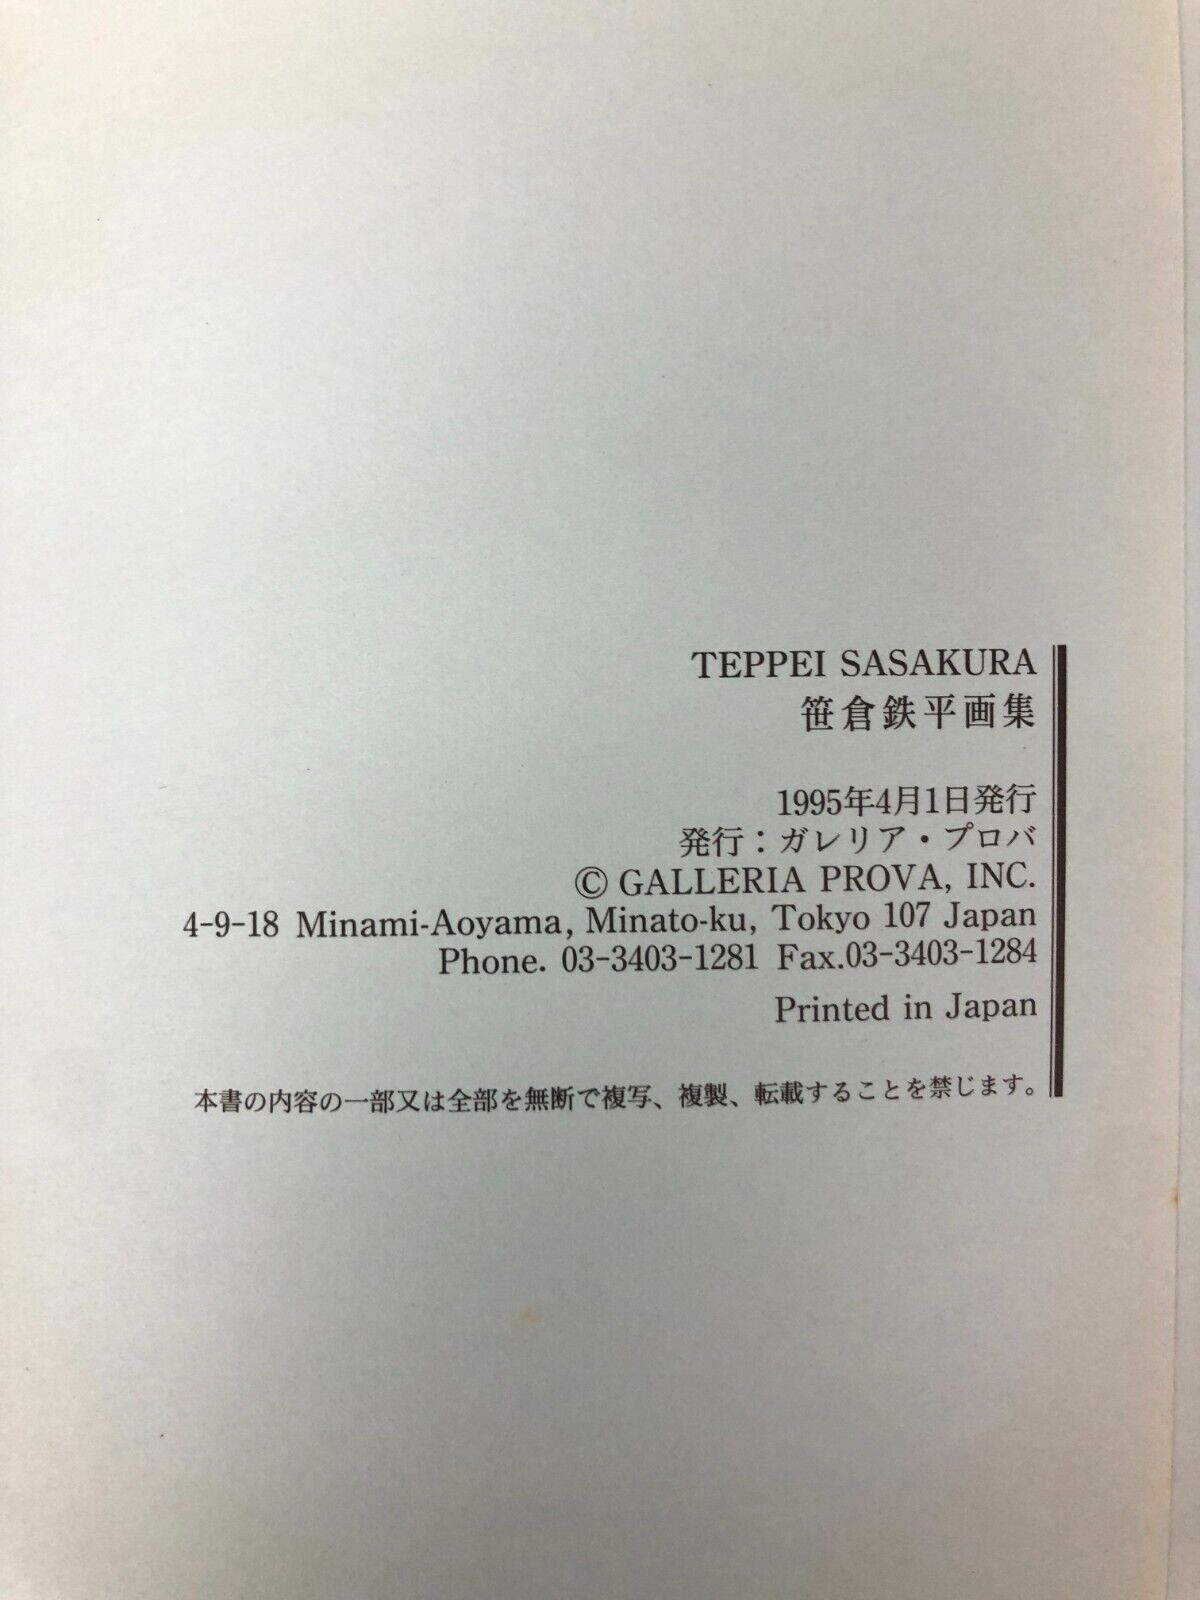 TEPPEI SASAKURA
笹倉鉄平画集
1995年4月1日発行
発行：ガレリア・プロバ
© GALLERIA PROVA, INC.
4-9-18 Minami-Aoyama, Minato-ku, Tokyo 107 Japan
Phone. 03-3403-1281 Fax.03-3403-1284
Printed in Japan
本書の内容の一部又は全部を無断で複写、複製、転載することを禁じます。